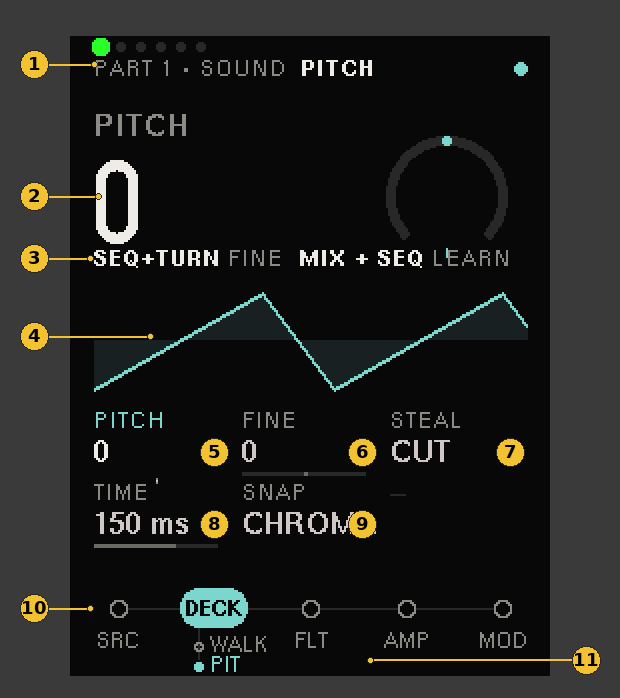 1 PART 1 · SOUND PITCH
PITCH
2 0
3 SEQ+TURN FINE MIX + SEQ LEARN
4
PITCH FINE STEAL
0 5 0 6 CUT 7
TIME SNAP —
150 ms 8 CHROM 9
10 DECK
SRC WALK FLT AMP MOD
PIT 11